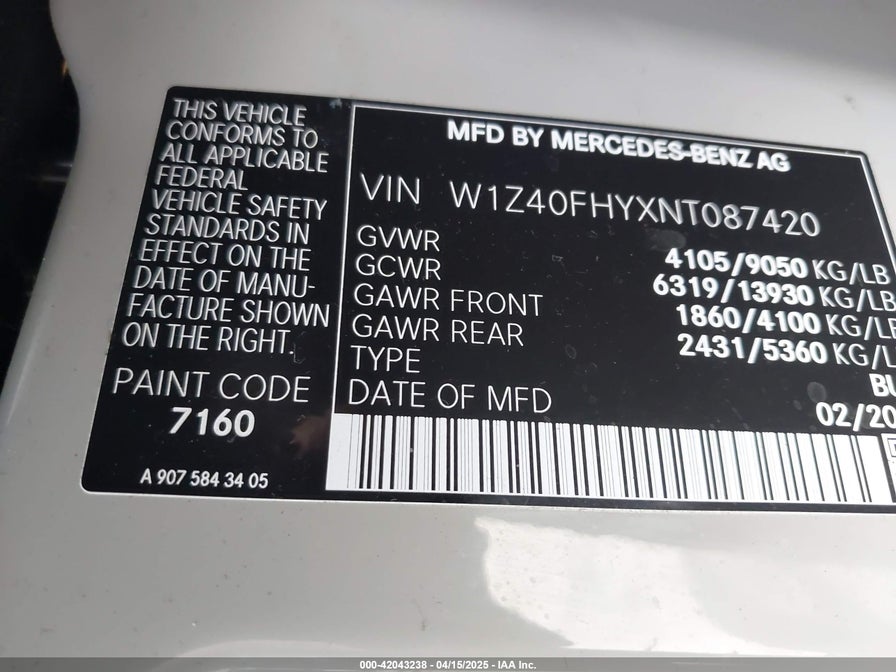 THIS VEHICLE
CONFORMS TO
ALL APPLICABLE
FEDERAL
VEHICLE SAFETY
STANDARDS IN
EFFECT ON THE
DATE OF MANU-
FACTURE SHOWN
ON THE RIGHT.
PAINT CODE
7160
A 907 584 34 05
MFD BY MERCEDES-BENZ AG
VIN W1Z40FHYXNT087420
GVWR 4105/9050 KG/LB
GCWR 6319/13930 KG/LB
GAWR FRONT 1860/4100 KG/LB
GAWR REAR 2431/5360 KG/L
TYPE
DATE OF MFD 02/20
000-42043238 - 04/15/2025 - IAA Inc.